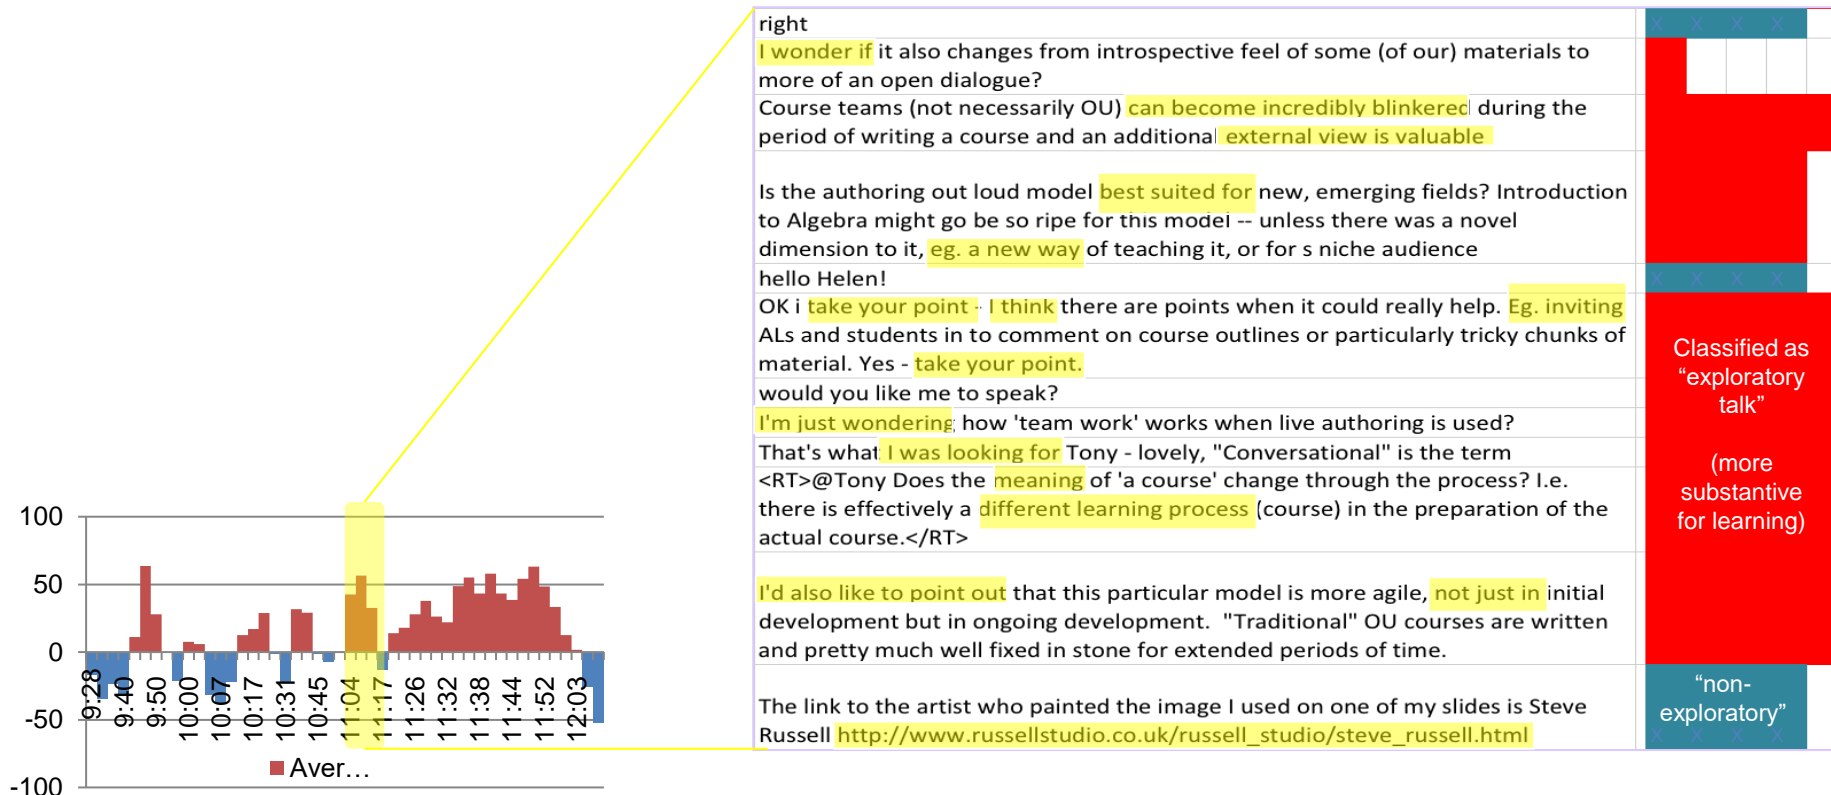 right
I wonder if it also changes from introspective feel of some (of our) materials to
more of an open dialogue?
Course teams (not necessarily OU) can become incredibly blinkered during the
period of writing a course and an additional external view is valuable
Is the authoring out loud model best suited for new, emerging fields? Introduction
to Algebra might go be so ripe for this model -- unless there was a novel
dimension to it, eg. a new way of teaching it, or for s niche audience
hello Helen!
OK i take your point - I think there are points when it could really help. Eg. inviting
ALs and students in to comment on course outlines or particularly tricky chunks of
material. Yes - take your point.
would you like me to speak?
I'm just wondering how 'team work' works when live authoring is used?
That's what I was looking for Tony - lovely, "Conversational" is the term
<RT>@Tony Does the meaning of 'a course' change through the process? I.e.
there is effectively a different learning process (course) in the preparation of the
actual course.</RT>
I'd also like to point out that this particular model is more agile, not just in initial
development but in ongoing development.  "Traditional" OU courses are written
and pretty much well fixed in stone for extended periods of time.
The link to the artist who painted the image I used on one of my slides is Steve
Russell http://www.russellstudio.co.uk/russell_studio/steve_russell.html
X X X X
X X X X
Classified as
“exploratory
talk”
(more
substantive
for learning)
“non-
exploratory”
X X X X
100
50
0
-50
-100
9:28
9:40
9:50
10:00
10:07
10:17
10:31
10:45
11:04
11:17
11:26
11:32
11:38
11:44
11:52
12:03
Aver…